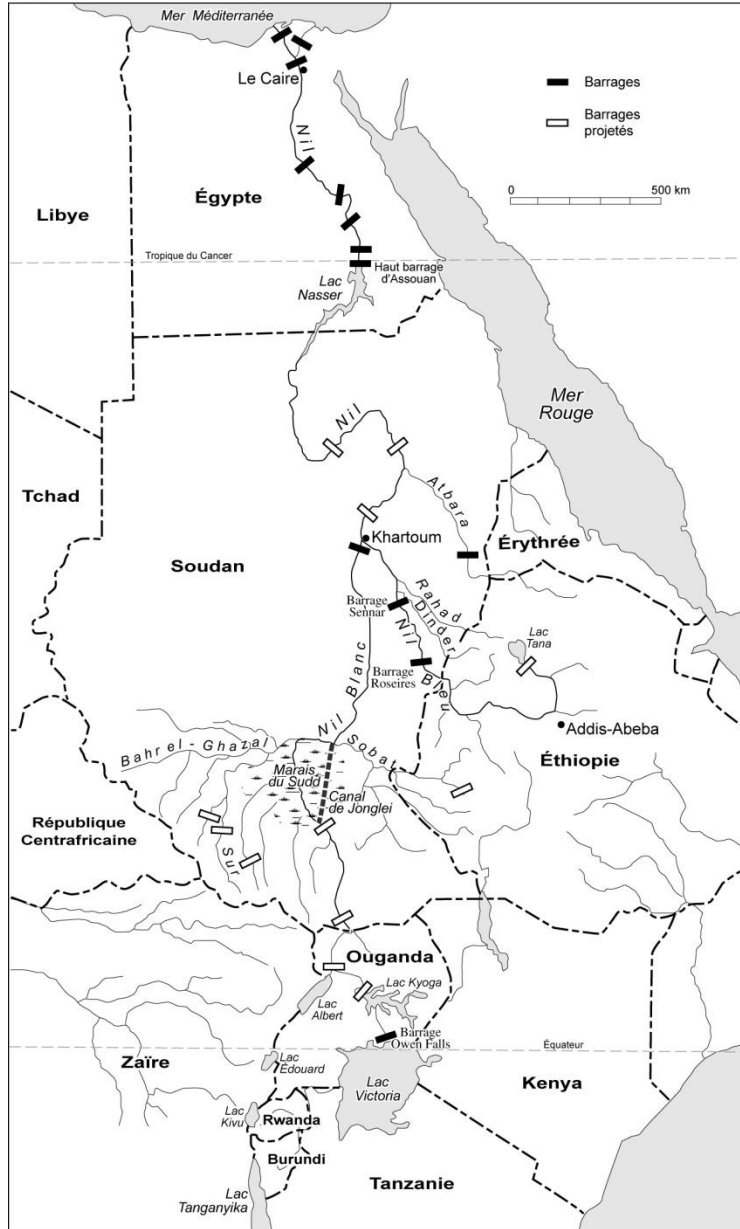 Mer Méditerranée
Le Caire
Barrages
Barrages
projetés
0
500 km
Nil
Libye
Égypte
Tropique du Cancer
Haut barrage
d'Assouan
Lac
Nasser
Mer
Rouge
Nil
Tchad
Atbara
Khartoum
Érythrée
Soudan
Barrage
Sennar
Rahad
Dinder
Nil
Bleu
Lac
Tana
Barrage
Roseires
Nil Blanc
Addis-Abeba
Bahrel-Ghazal
Sobat
Éthiopie
Marais
du Sudd
Canal
de Jonglei
République
Centrafricaine
Sur
Ouganda
Lac Kyoga
Lac
Albert
Barrage
Owen Falls
Équateur
Zaïre
Lac
Édouard
Lac
Victoria
Kenya
Lac
Kivu
Rwanda
Burundi
Tanzanie
Lac
Tanganyika